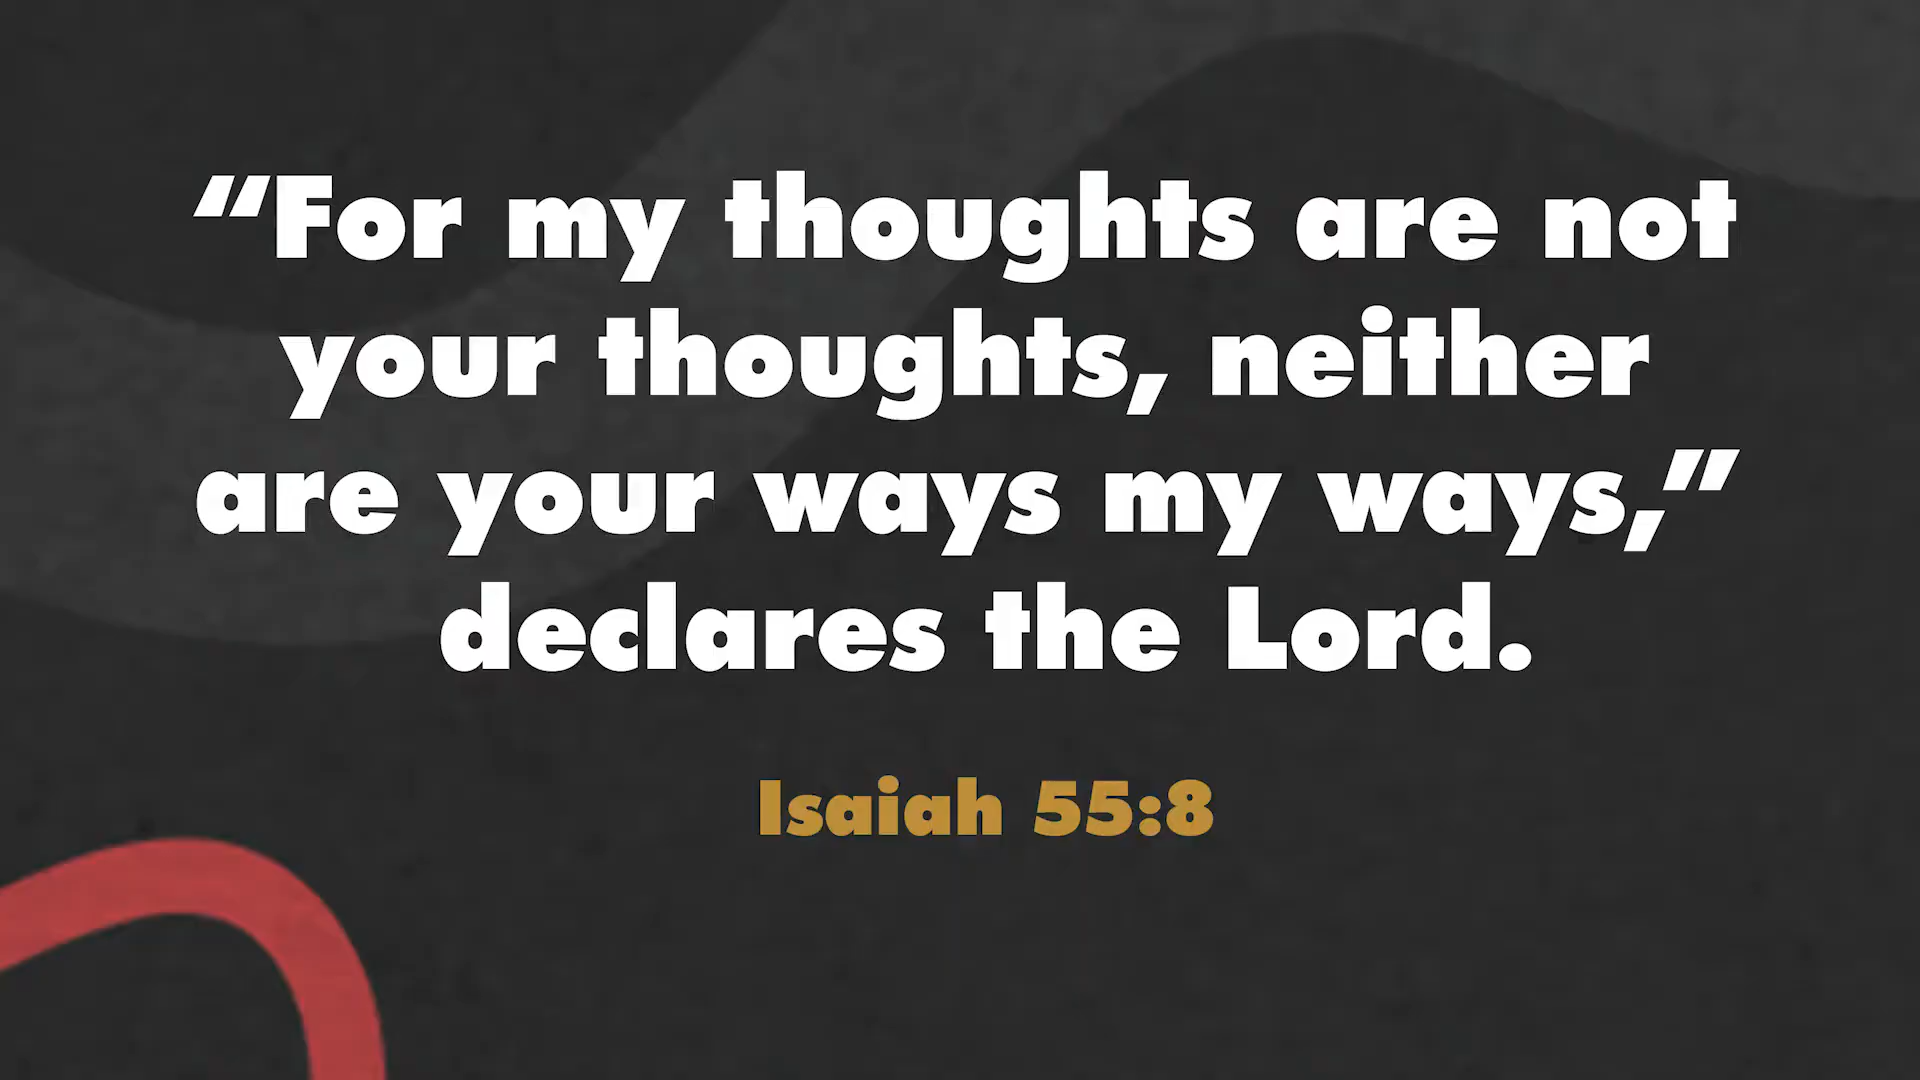 “For my thoughts are not
your thoughts, neither
are your ways my ways,”
declares the Lord.
Isaiah 55:8